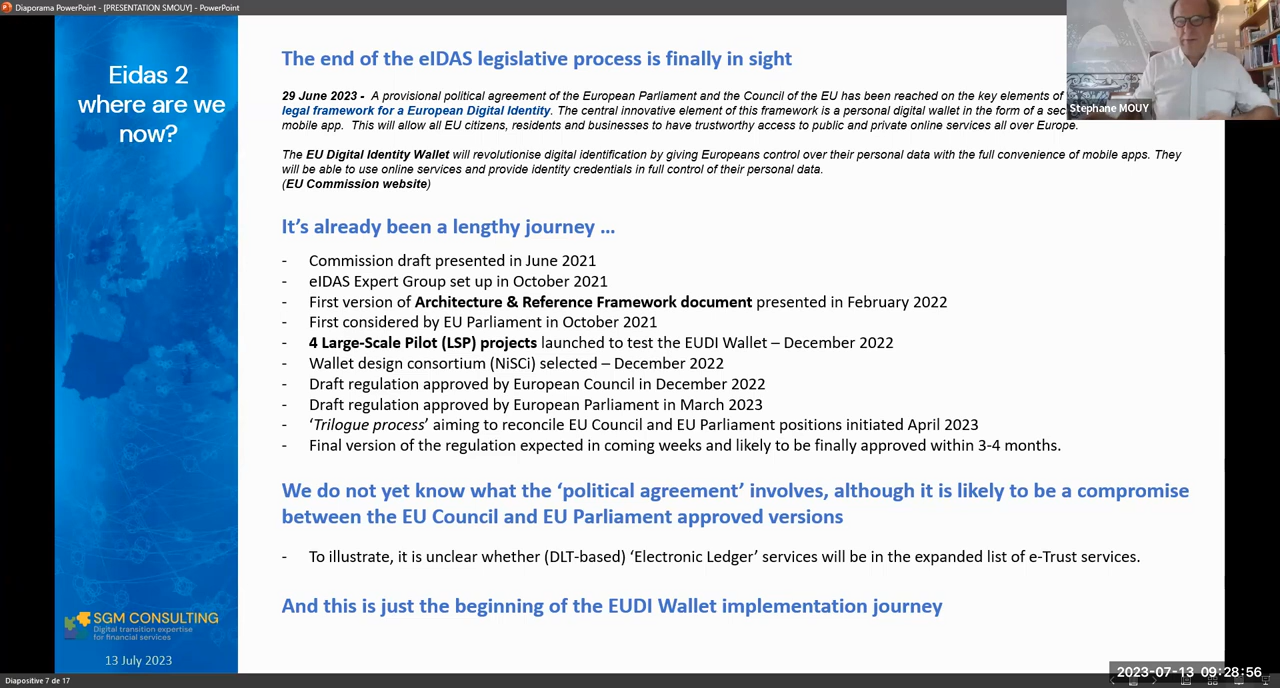 Diaporama PowerPoint - [PRESENTATION SMOUY] - PowerPoint
Eidas 2
where are we
now?
The end of the eIDAS legislative process is finally in sight
29 June 2023 - A provisional political agreement of the European Parliament and the Council of the EU has been reached on the key elements of
legal framework for a European Digital Identity. The central innovative element of this framework is a personal digital wallet in the form of a
mobile app. This will allow all EU citizens, residents and businesses to have trustworthy access to public and private online services all over Europe.
The EU Digital Identity Wallet will revolutionise digital identification by giving Europeans control over their personal data with the full convenience of mobile apps. They
will be able to use online services and provide identity credentials in full control of their personal data.
(EU Commission website)
Stephane MOUY
It's already been a lengthy journey ...
- Commission draft presented in June 2021
- eIDAS Expert Group set up in October 2021
- First version of Architecture & Reference Framework document presented in February 2022
- First considered by EU Parliament in October 2021
- 4 Large-Scale Pilot (LSP) projects launched to test the EUDI Wallet – December 2022
- Wallet design consortium (NiSCi) selected – December 2022
- Draft regulation approved by European Council in December 2022
- Draft regulation approved by European Parliament in March 2023
- 'Trilogue process' aiming to reconcile EU Council and EU Parliament positions initiated April 2023
- Final version of the regulation expected in coming weeks and likely to be finally approved within 3-4 months.
We do not yet know what the 'political agreement' involves, although it is likely to be a compromise
between the EU Council and EU Parliament approved versions
- To illustrate, it is unclear whether (DLT-based) 'Electronic Ledger' services will be in the expanded list of e-Trust services.
And this is just the beginning of the EUDI Wallet implementation journey
SGM CONSULTING
Digital transition expertise
for financial services
13 July 2023
Diapositive 7 de 17
2023-07-13 09:28:56